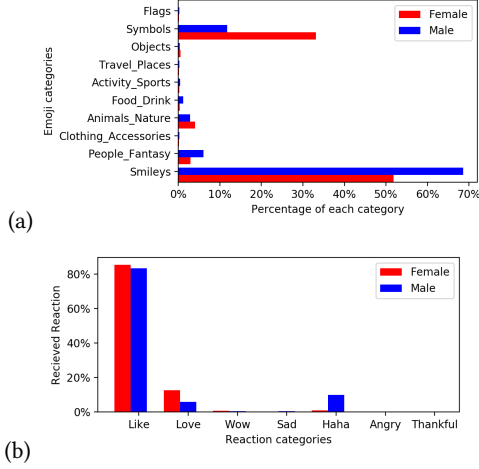 Flags
Symbols
Objects
Travel_Places
Activity_Sports
Food_Drink
Animals_Nature
Clothing_Accessories
People_Fantasy
Smileys
Emoji categories
Female
Male
0% 10% 20% 30% 40% 50% 60% 70%
Percentage of each category
(a)
Female
Male
80%
60%
40%
20%
0%
Recieved Reaction
Like Love Wow Sad Haha Angry Thankful
Reaction categories
(b)